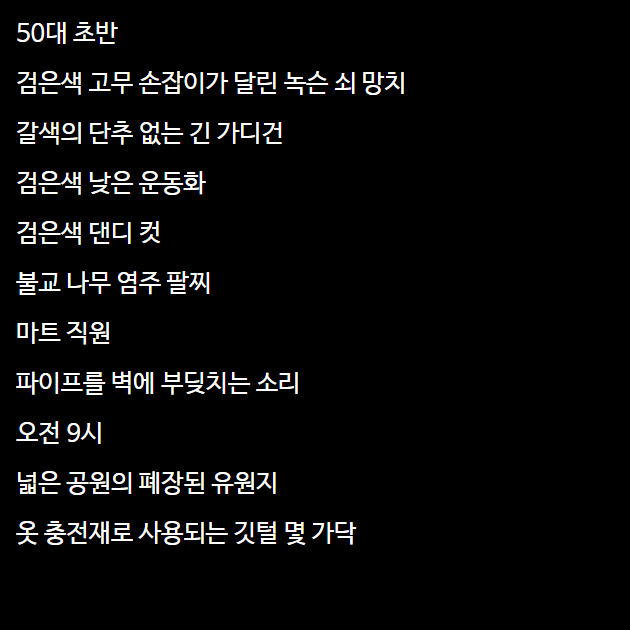 50대 초반
검은색 고무 손잡이가 달린 녹슨 쇠 망치
갈색의 단추 없는 긴 가디건
검은색 낮은 운동화
검은색 댄디 컷
불교 나무 염주 팔찌
마트 직원
파이프를 벽에 부딪치는 소리
오전 9시
넓은 공원의 폐장된 유원지
옷 충전재로 사용되는 깃털 몇 가닥